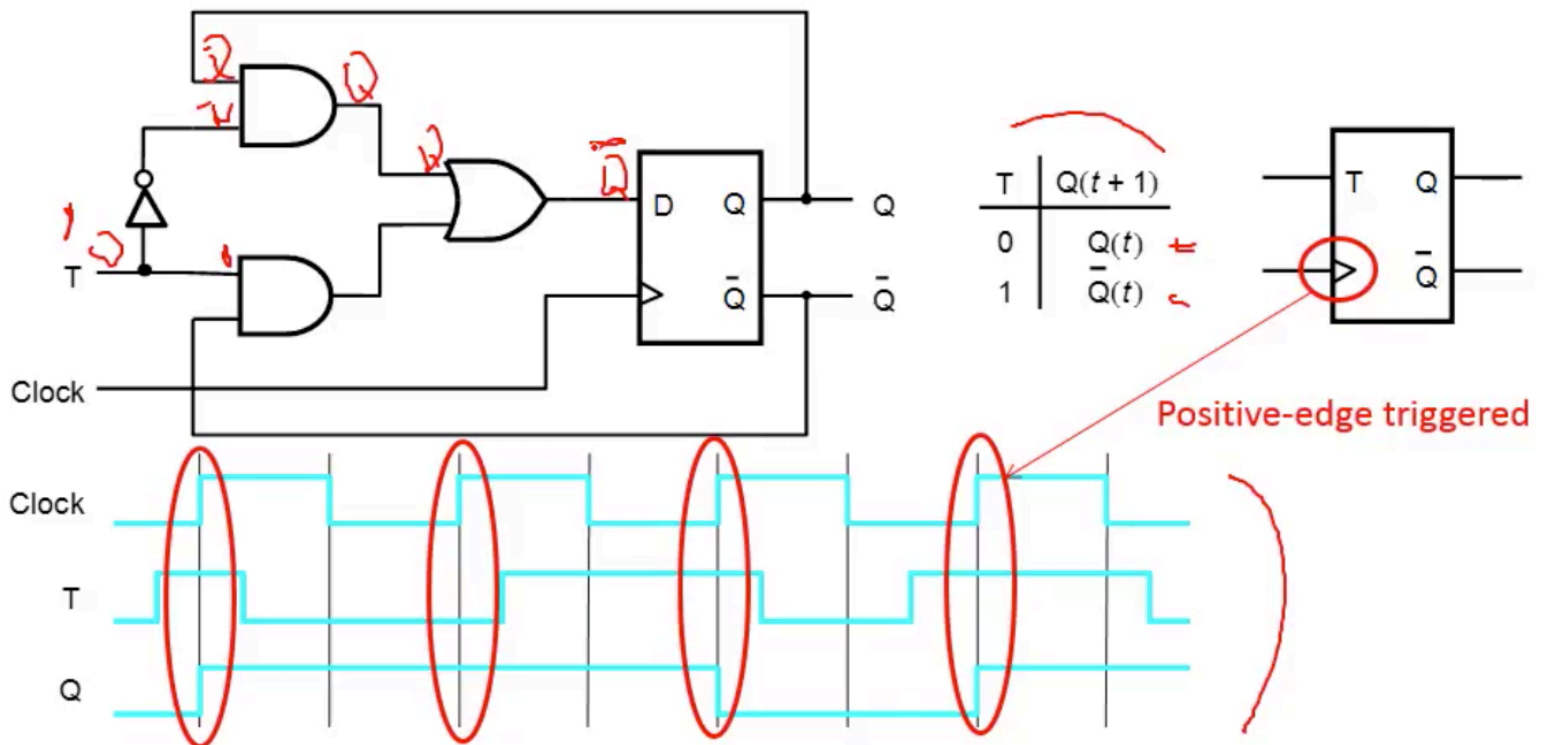 D Q Q
T
Q̅ Q̅
Clock
T Q(t + 1)
0 Q(t)
1 Q̅(t)
T Q
Q̅
Positive-edge triggered
Clock
T
Q